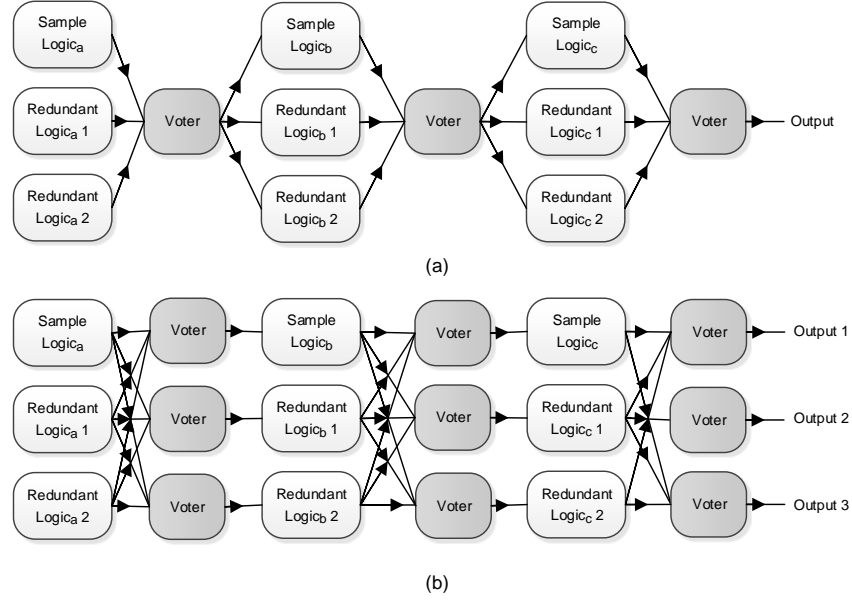 Sample
Logica
Sample
Logicb
Sample
Logicc
Redundant
Logica 1
Voter
Redundant
Logicb 1
Voter
Redundant
Logicc 1
Voter
Output
Redundant
Logica 2
Redundant
Logicb 2
Redundant
Logicc 2
(a)
Sample
Logica
Voter
Sample
Logicb
Voter
Sample
Logicc
Voter
Output 1
Redundant
Logica 1
Voter
Redundant
Logicb 1
Voter
Redundant
Logicc 1
Voter
Output 2
Redundant
Logica 2
Voter
Redundant
Logicb 2
Voter
Redundant
Logicc 2
Voter
Output 3
(b)